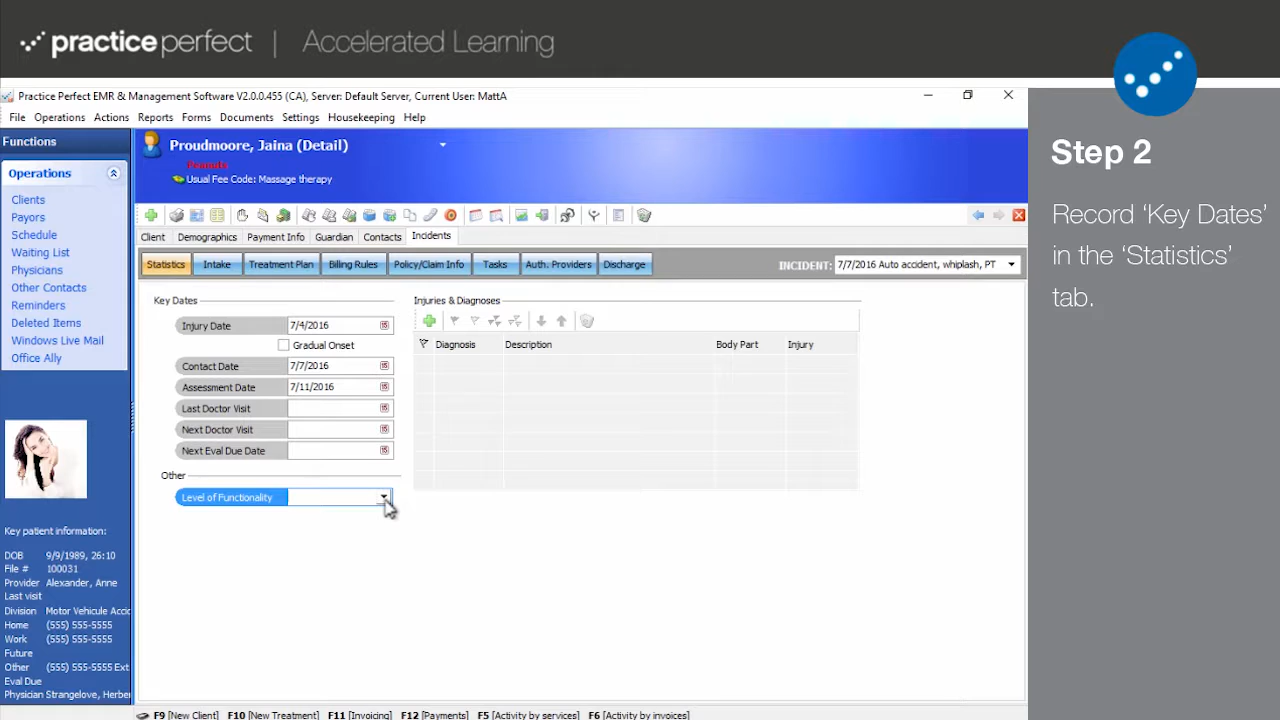 practiceperfect | Accelerated Learning
Practice Perfect EMR & Management Software V2.0.0.455 (CA), Server: Default Server, Current User: MattA
File Operations Actions Reports Forms Documents Settings Housekeeping Help
Functions
Operations
Clients
Payors
Schedule
Waiting List
Physicians
Other Contacts
Reminders
Deleted Items
Windows Live Mail
Office Ally
Key patient information:
DOB 9/9/1989, 26:10
File # 100031
Provider Alexander, Anne
Last visit
Division Motor Vehicule Accid
Home (555) 555-5555
Work (555) 555-5555
Future
Other (555) 555-5555 Ext
Eval Due
Physician Strangelove, Herber
Proudmoore, Jaina (Detail)
Peanuts
Usual Fee Code: Massage therapy
Client Demographics Payment Info Guardian Contacts Incidents
Statistics Intake Treatment Plan Billing Rules Policy/Claim Info Tasks Auth. Providers Discharge INCIDENT: 7/7/2016 Auto accident, whiplash, PT
Key Dates
Injury Date 7/4/2016
Gradual Onset
Contact Date 7/7/2016
Assessment Date 7/11/2016
Last Doctor Visit
Next Doctor Visit
Next Eval Due Date
Other
Level of Functionality
Injuries & Diagnoses
Diagnosis Description Body Part Injury
F9 [New Client] F10 [New Treatment] F11 [Invoicing] F12 [Payments] F5 [Activity by services] F6 [Activity by invoices]
Step 2
Record ‘Key Dates’
in the ‘Statistics’
tab.